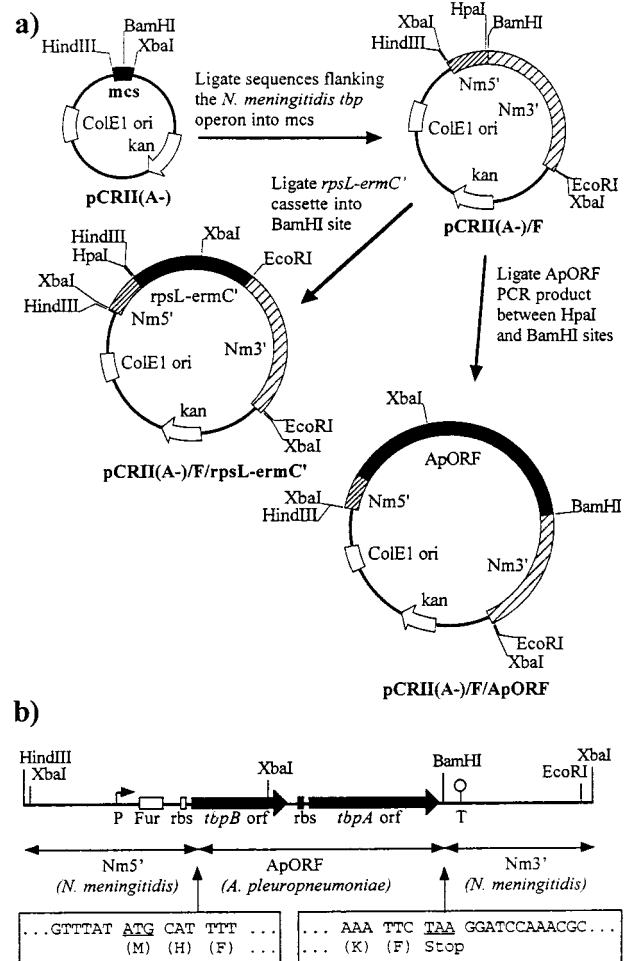 a)
HindIII
BamHI
XbaI
mcs
ColE1 ori
kan
pCRII(A-)
Ligate sequences flanking
the N. meningitidis tbp
operon into mcs
XbaI
HindIII
HpaI
BamHI
Nm5'
Nm3'
ColE1 ori
kan
EcoRI
XbaI
pCRII(A-)/F
Ligate rpsL-ermC'
cassette into
BamHI site
HindIII
HpaI
XbaI
HindIII
XbaI
EcoRI
rpsL-ermC'
Nm5'
Nm3'
ColE1 ori
kan
EcoRI
XbaI
pCRII(A-)/F/rpsL-ermC'
Ligate ApORF
PCR product
between HpaI
and BamHI sites
XbaI
ApORF
XbaI
HindIII
Nm5'
BamHI
ColE1 ori
Nm3'
kan
EcoRI
XbaI
pCRII(A-)/F/ApORF
b)
HindIII
XbaI
XbaI
BamHI
EcoRI
XbaI
P
Fur
rbs
tbpB orf
rbs
tbpA orf
T
Nm5'
(N. meningitidis)
ApORF
(A. pleuropneumoniae)
Nm3'
(N. meningitidis)
...GTTTAT ATG CAT TTT ...
(M) (H) (F)
... AAA TTC TAA GGATCCAAACGC...
(K) (F) Stop